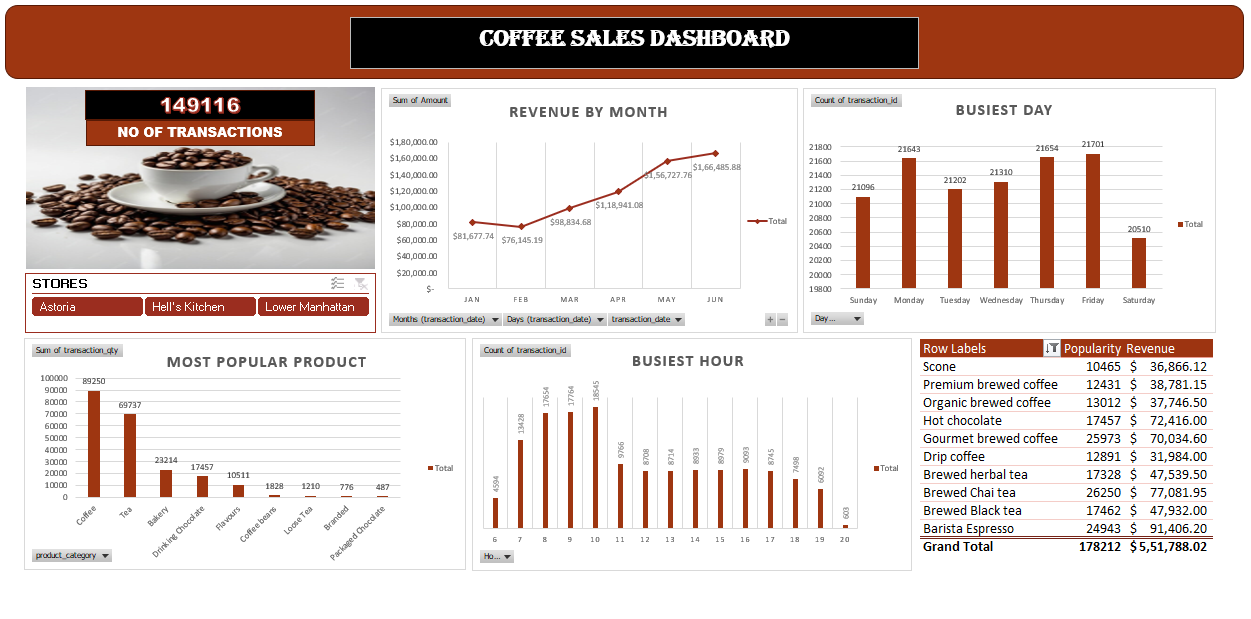 COFFEE SALES DASHBOARD
149116
NO OF TRANSACTIONS
STORES
Astoria
Hell's Kitchen
Lower Manhattan
Sum of Amount
REVENUE BY MONTH
$1,80,000.00
$1,60,000.00
$1,40,000.00
$1,20,000.00
$1,00,000.00
$80,000.00
$60,000.00
$40,000.00
$20,000.00
$-
$81,677.74
$76,145.19
$98,834.68
$1,18,941.08
$1,56,727.76
$1,66,485.88
JAN FEB MAR APR MAY JUN
Total
Months (transaction_date) Days (transaction_date) transaction_date
+ −
Count of transaction_id
BUSIEST DAY
21800
21600
21400
21200
21000
20800
20600
20400
20200
20000
19800
21096
21643
21202
21310
21654
21701
20510
Sunday Monday Tuesday Wednesday Thursday Friday Saturday
Total
Day...
Sum of transaction_qty
MOST POPULAR PRODUCT
100000
90000
80000
70000
60000
50000
40000
30000
20000
10000
0
89250
69737
23214
17457
10511
1828
1210
776
487
Coffee
Tea
Bakery
Drinking Chocolate
Flavours
Coffee beans
Loose Tea
Branded
Packaged Chocolate
Total
product_category
Count of transaction_id
BUSIEST HOUR
4594
13428
17654
17764
18545
9766
8708
8714
8933
8979
9093
8745
7498
6092
603
6 7 8 9 10 11 12 13 14 15 16 17 18 19 20
Total
Ho...
Row Labels Popularity Revenue
Scone 10465 $ 36,866.12
Premium brewed coffee 12431 $ 38,781.15
Organic brewed coffee 13012 $ 37,746.50
Hot chocolate 17457 $ 72,416.00
Gourmet brewed coffee 25973 $ 70,034.60
Drip coffee 12891 $ 31,984.00
Brewed herbal tea 17328 $ 47,539.50
Brewed Chai tea 26250 $ 77,081.95
Brewed Black tea 17462 $ 47,932.00
Barista Espresso 24943 $ 91,406.20
Grand Total 178212 $5,51,788.02